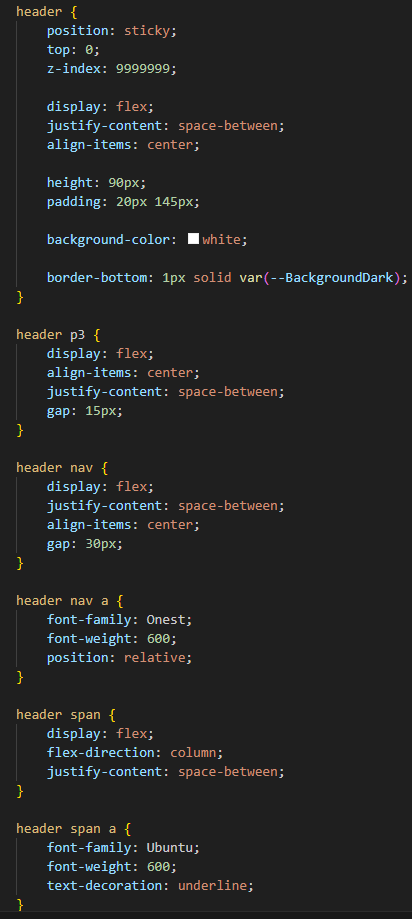 header {
    position: sticky;
    top: 0;
    z-index: 9999999;

    display: flex;
    justify-content: space-between;
    align-items: center;

    height: 90px;
    padding: 20px 145px;

    background-color: white;

    border-bottom: 1px solid var(--BackgroundDark);
}

header p3 {
    display: flex;
    align-items: center;
    justify-content: space-between;
    gap: 15px;
}

header nav {
    display: flex;
    justify-content: space-between;
    align-items: center;
    gap: 30px;
}

header nav a {
    font-family: Onest;
    font-weight: 600;
    position: relative;
}

header span {
    display: flex;
    flex-direction: column;
    justify-content: space-between;
}

header span a {
    font-family: Ubuntu;
    font-weight: 600;
    text-decoration: underline;
}